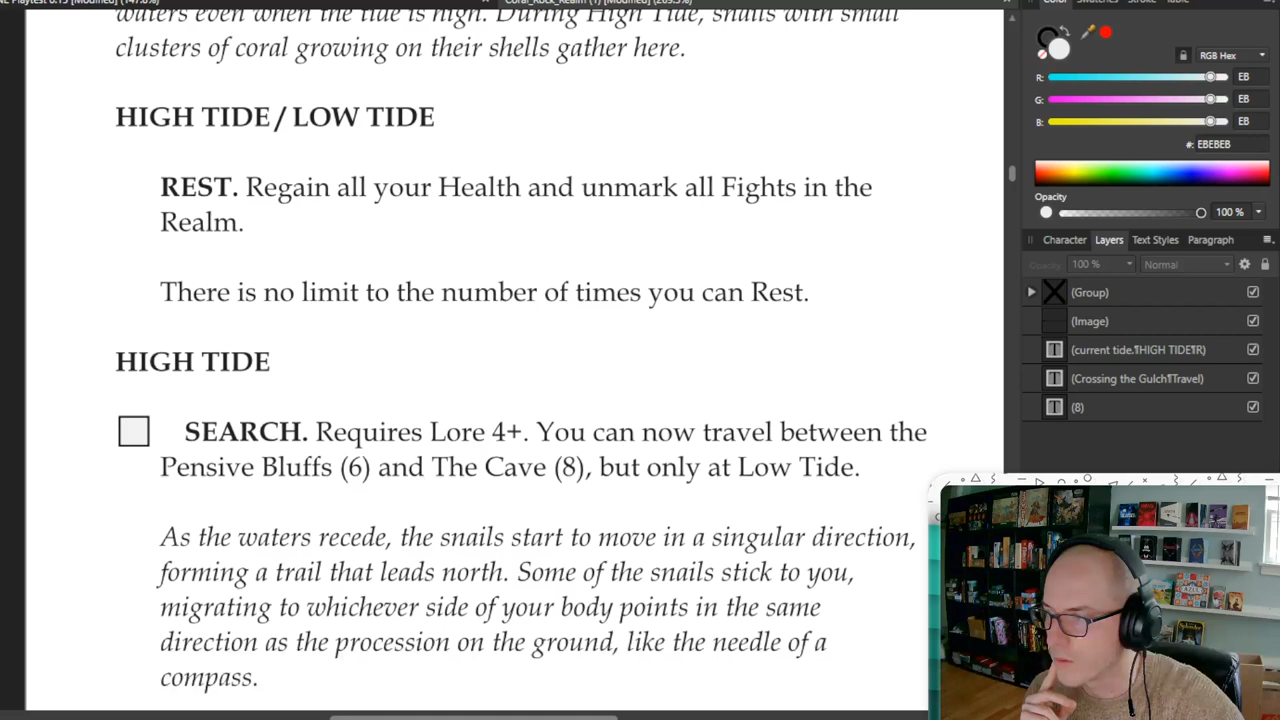 Color Swatches Stroke Table
waters even when the tide is high. During High Tide, snails with small
clusters of coral growing on their shells gather here.
HIGH TIDE / LOW TIDE
REST. Regain all your Health and unmark all Fights in the
Realm.
There is no limit to the number of times you can Rest.
HIGH TIDE
SEARCH. Requires Lore 4+. You can now travel between the
Pensive Bluffs (6) and The Cave (8), but only at Low Tide.
As the waters recede, the snails start to move in a singular direction,
forming a trail that leads north. Some of the snails stick to you,
migrating to whichever side of your body points in the same
direction as the procession on the ground, like the needle of a
compass.
RGB Hex
R: EB
G: EB
B: EB
#: EBEBEB
Opacity
100 %
Character Layers Text Styles Paragraph
Opacity: 100 % Normal
(Group)
(Image)
(current tide.¶HIGH TIDE¶R)
(Crossing the Gulch¶Travel)
(8)